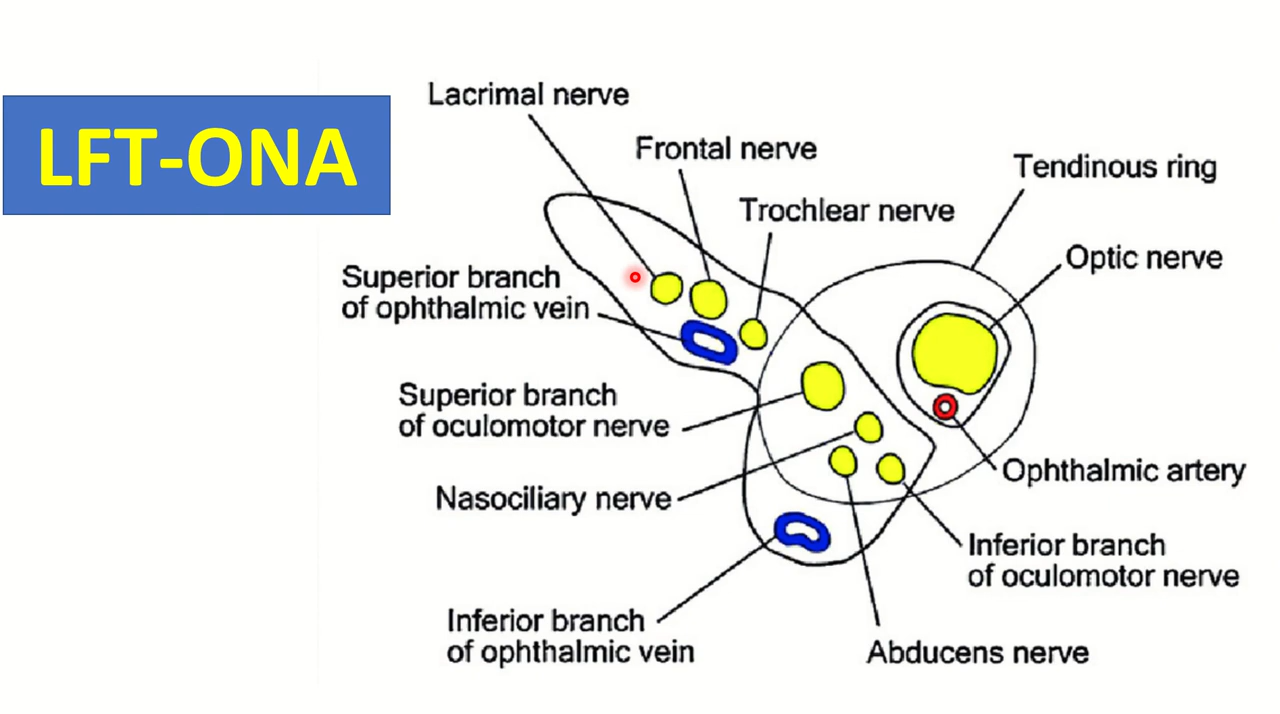 LFT-ONA
Lacrimal nerve
Frontal nerve
Trochlear nerve
Tendinous ring
Optic nerve
Superior branch
of ophthalmic vein
Superior branch
of oculomotor nerve
Nasociliary nerve
Ophthalmic artery
Inferior branch
of oculomotor nerve
Inferior branch
of ophthalmic vein
Abducens nerve